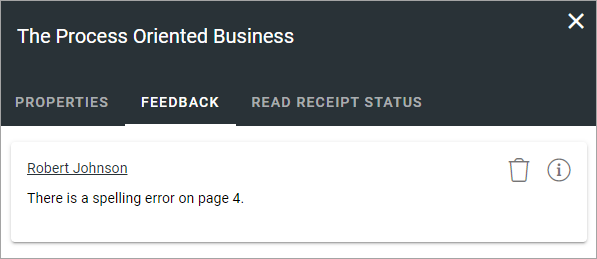 The Process Oriented Business
PROPERTIES FEEDBACK READ RECEIPT STATUS
Robert Johnson
There is a spelling error on page 4.